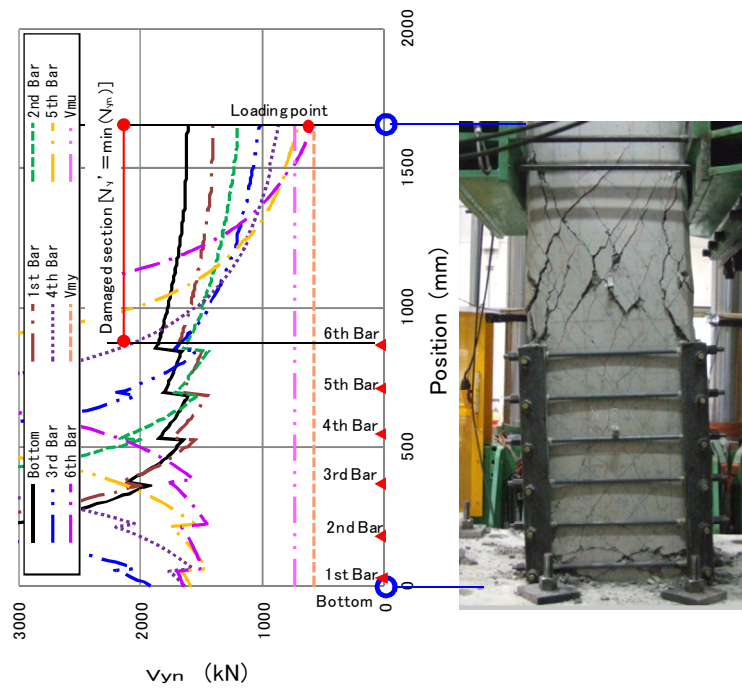 Bottom
1st Bar
2nd Bar
3rd Bar
4th Bar
5th Bar
6th Bar
Vmy
Vmu
Damaged section [Ny' = min (Nyn)]
Loading point
6th Bar
5th Bar
4th Bar
3rd Bar
2nd Bar
1st Bar
Bottom
2000
1500
1000
500
0
Position (mm)
3000
2000
1000
0
Vyn (kN)